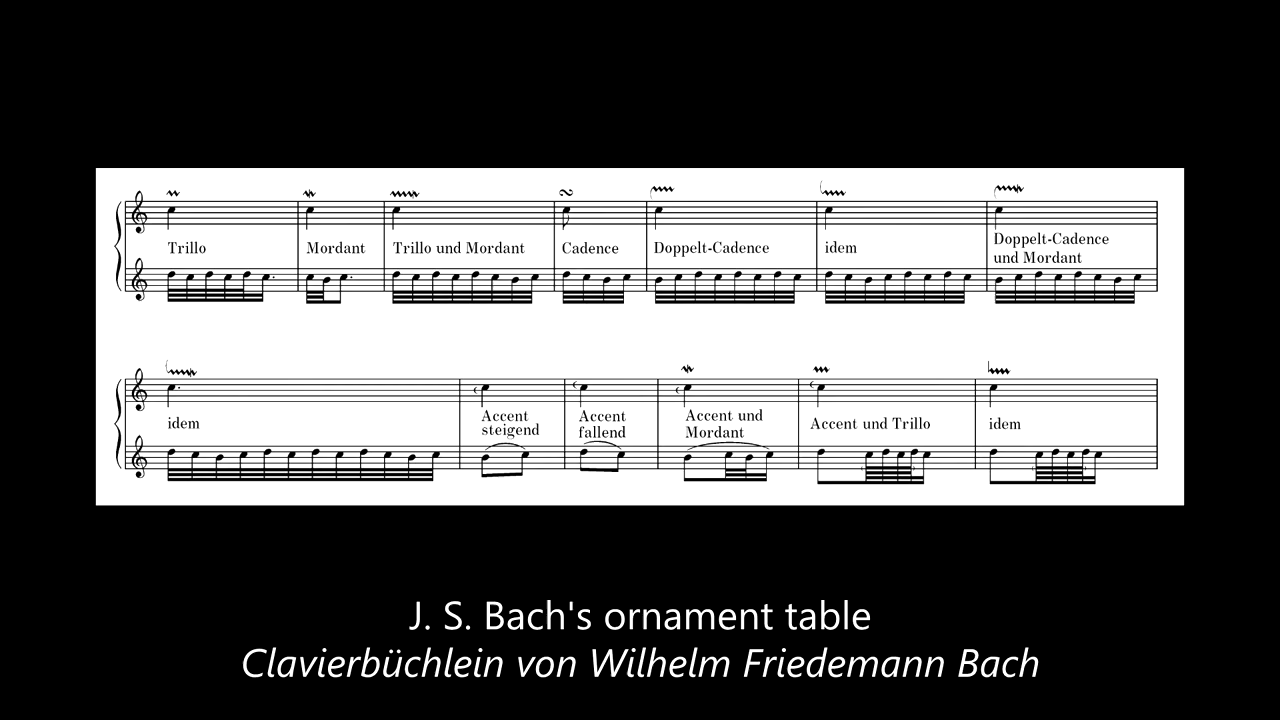 Trillo
Mordant
Trillo und Mordant
Cadence
Doppelt-Cadence
idem
Doppelt-Cadence
und Mordant
idem
Accent
steigend
Accent
fallend
Accent und
Mordant
Accent und Trillo
idem
J. S. Bach's ornament table
Clavierbüchlein von Wilhelm Friedemann Bach